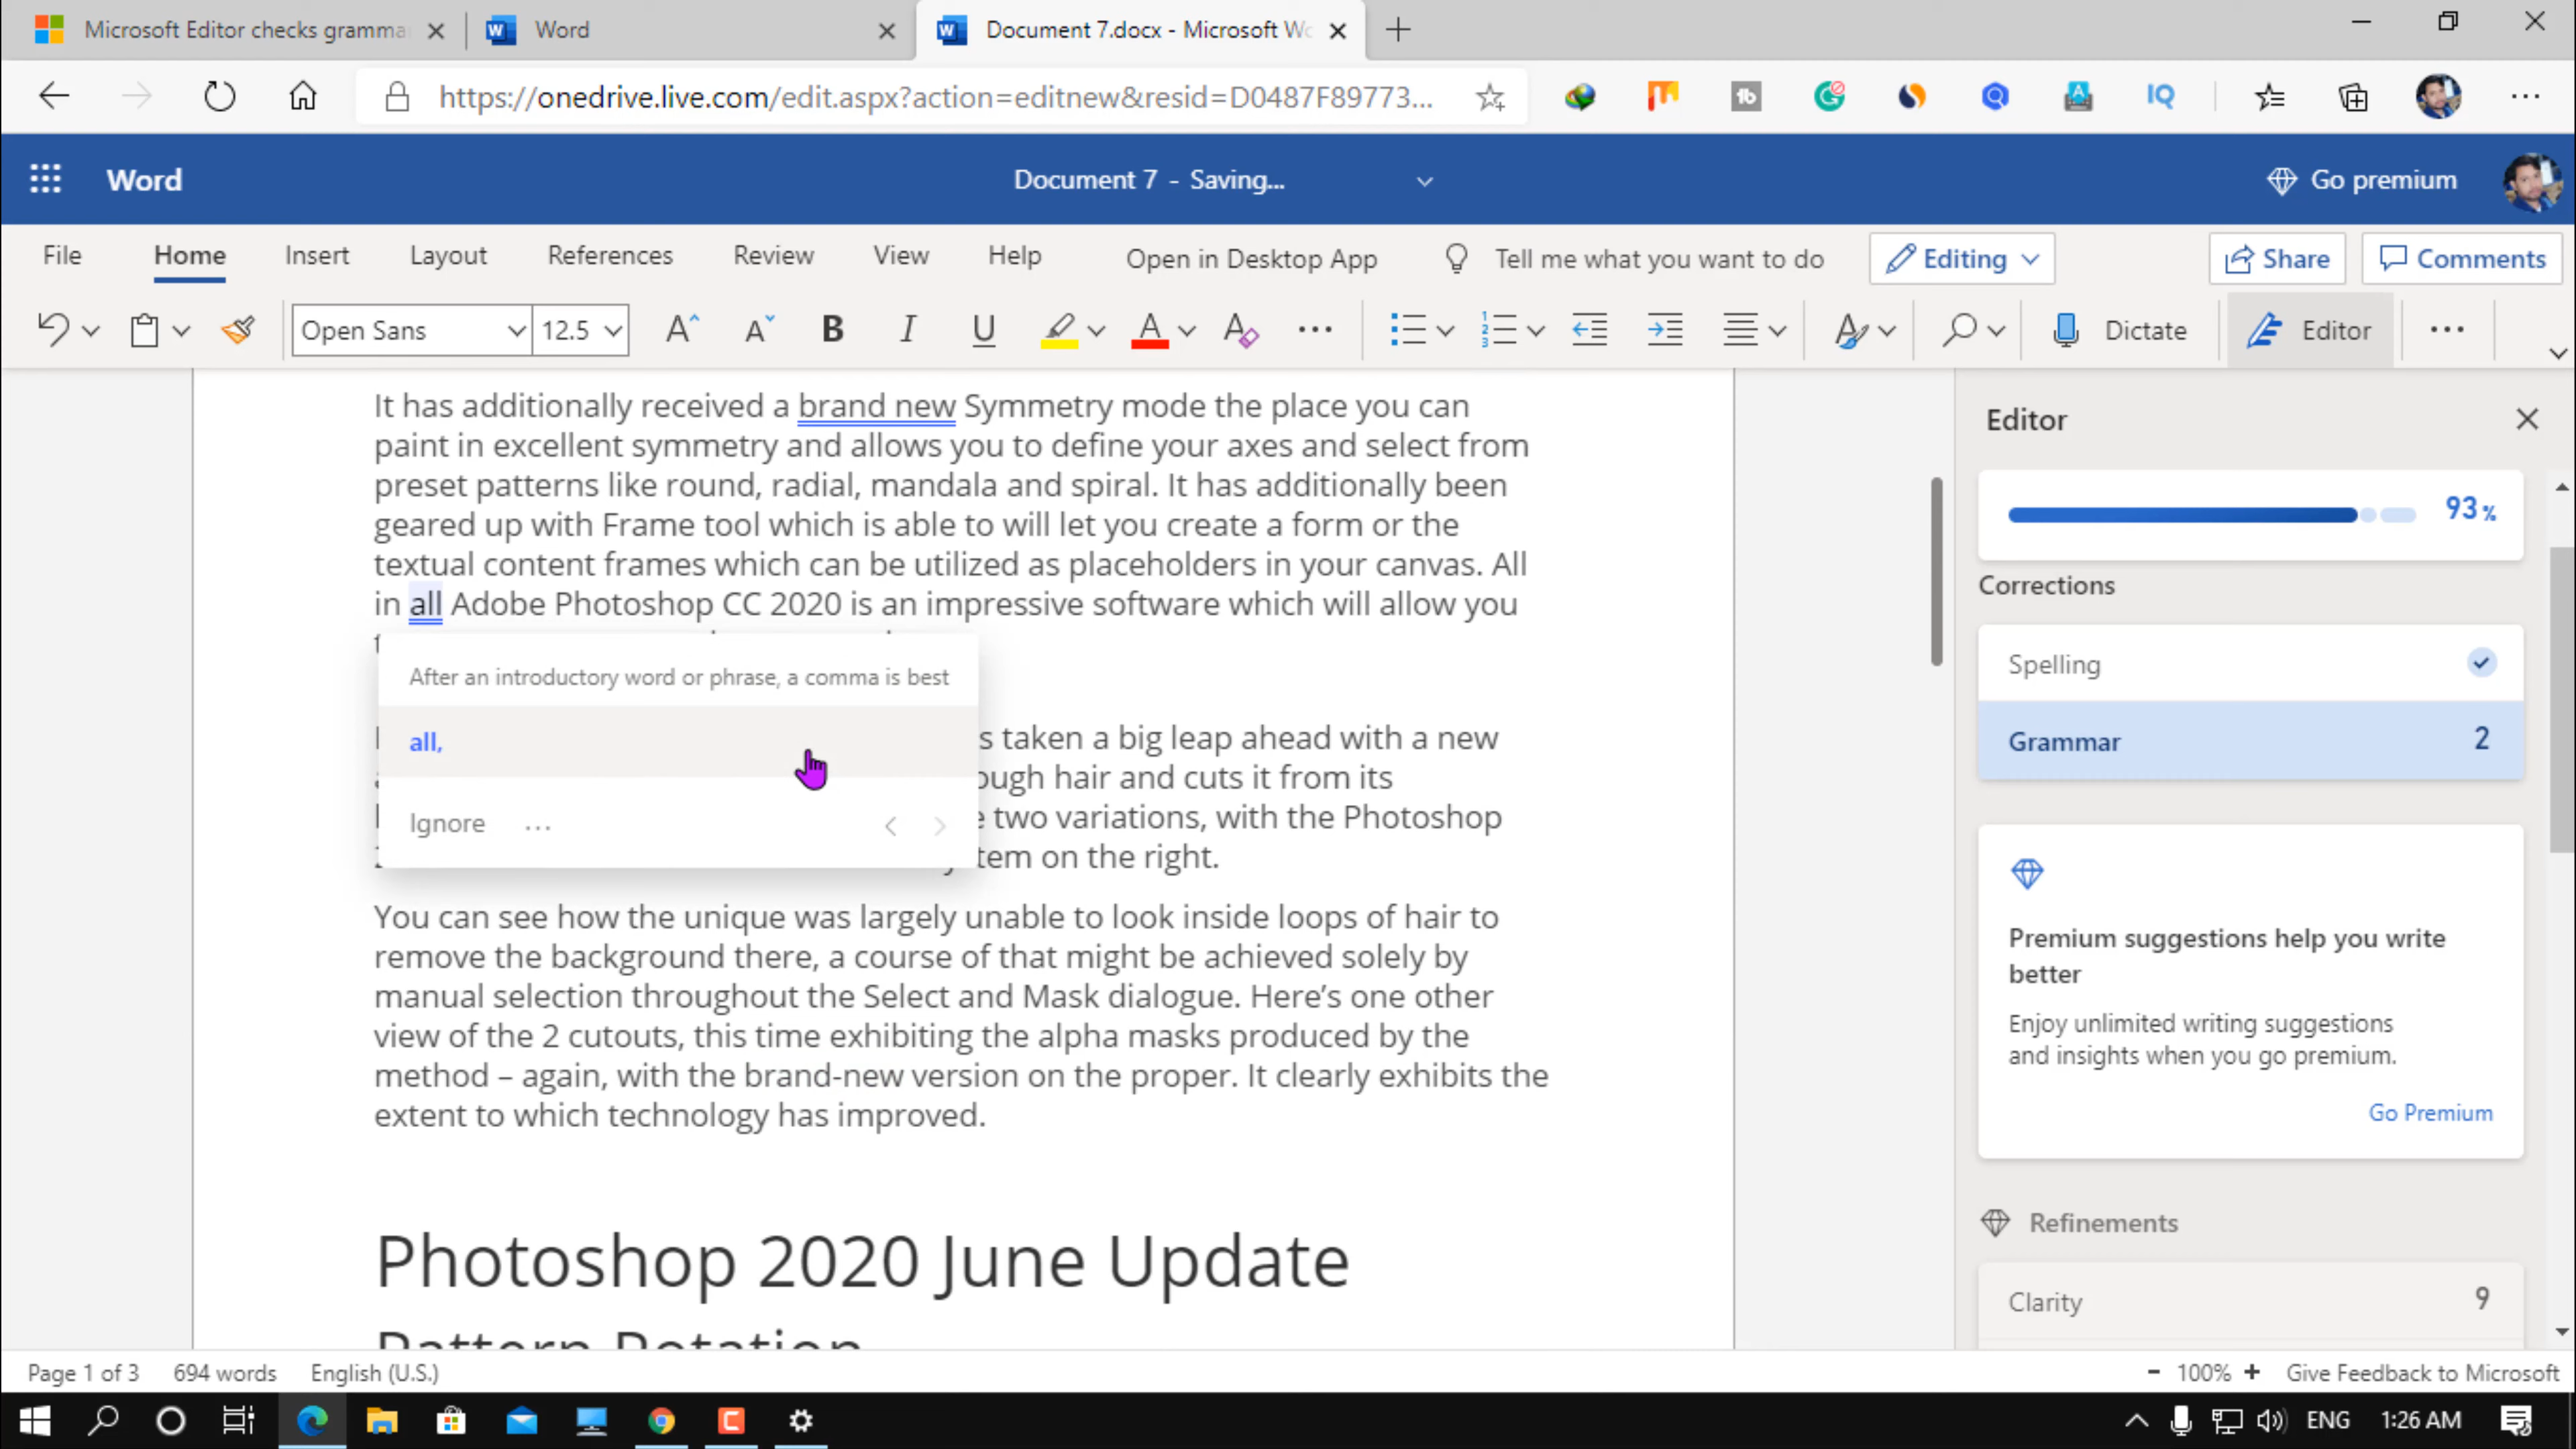 Microsoft Editor checks gramma
Word
Document 7.docx - Microsoft Wo
https://onedrive.live.com/edit.aspx?action=editnew&resid=D0487F89773...
Word
Document 7 - Saving...
Go premium
File
Home
Insert
Layout
References
Review
View
Help
Open in Desktop App
Tell me what you want to do
Editing
Share
Comments
Open Sans
12.5
Dictate
Editor
It has additionally received a brand new Symmetry mode the place you can
paint in excellent symmetry and allows you to define your axes and select from
preset patterns like round, radial, mandala and spiral. It has additionally been
geared up with Frame tool which is able to will let you create a form or the
textual content frames which can be utilized as placeholders in your canvas. All
in all Adobe Photoshop CC 2020 is an impressive software which will allow you
After an introductory word or phrase, a comma is best
all,
Ignore
...
s taken a big leap ahead with a new
ough hair and cuts it from its
e two variations, with the Photoshop
tem on the right.
You can see how the unique was largely unable to look inside loops of hair to
remove the background there, a course of that might be achieved solely by
manual selection throughout the Select and Mask dialogue. Here's one other
view of the 2 cutouts, this time exhibiting the alpha masks produced by the
method – again, with the brand-new version on the proper. It clearly exhibits the
extent to which technology has improved.
Photoshop 2020 June Update
Pattern Rotation
Editor
93%
Corrections
Spelling
Grammar 2
Premium suggestions help you write
better
Enjoy unlimited writing suggestions
and insights when you go premium.
Go Premium
Refinements
Clarity 9
Page 1 of 3
694 words
English (U.S.)
- 100% +
Give Feedback to Microsoft
ENG
1:26 AM